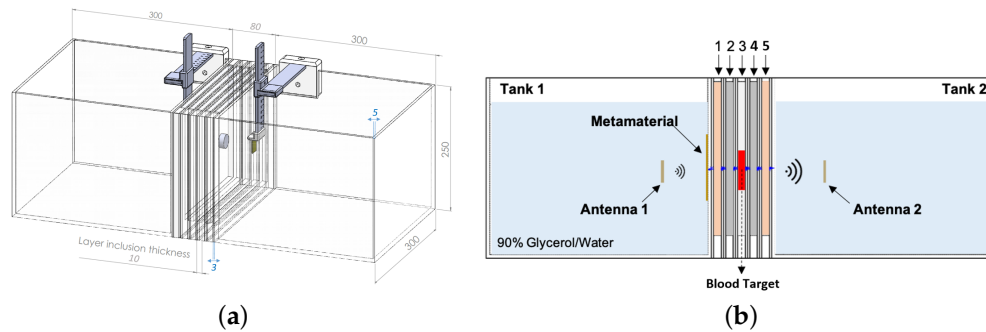 300
80
300
5
250
300
Layer inclusion thickness
10
3
(a)
1 2 3 4 5
Tank 1
Tank 2
Metamaterial
Antenna 1
Antenna 2
90% Glycerol/Water
Blood Target
(b)